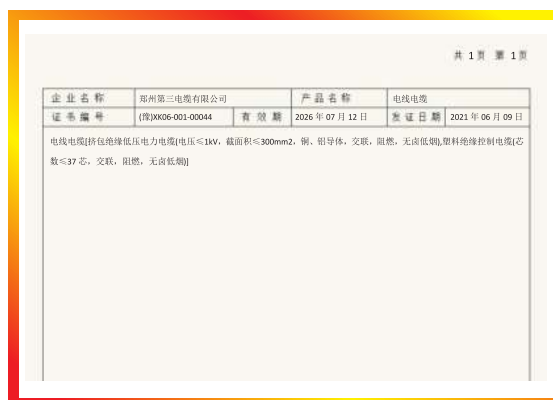 共 1 页 第 1 页
企业名称 郑州第三电缆有限公司 产品名称 电线电缆
证书编号 (豫)XK06-001-00044 有效期 2026 年 07 月 12 日 发证日期 2021 年 06 月 09 日
电线电缆[挤包绝缘低压电力电缆(电压≤1kV，截面积≤300mm2，铜、铝导体，交联，阻燃，无卤低烟),塑料绝缘控制电缆(芯
数≤37 芯，交联，阻燃，无卤低烟)]